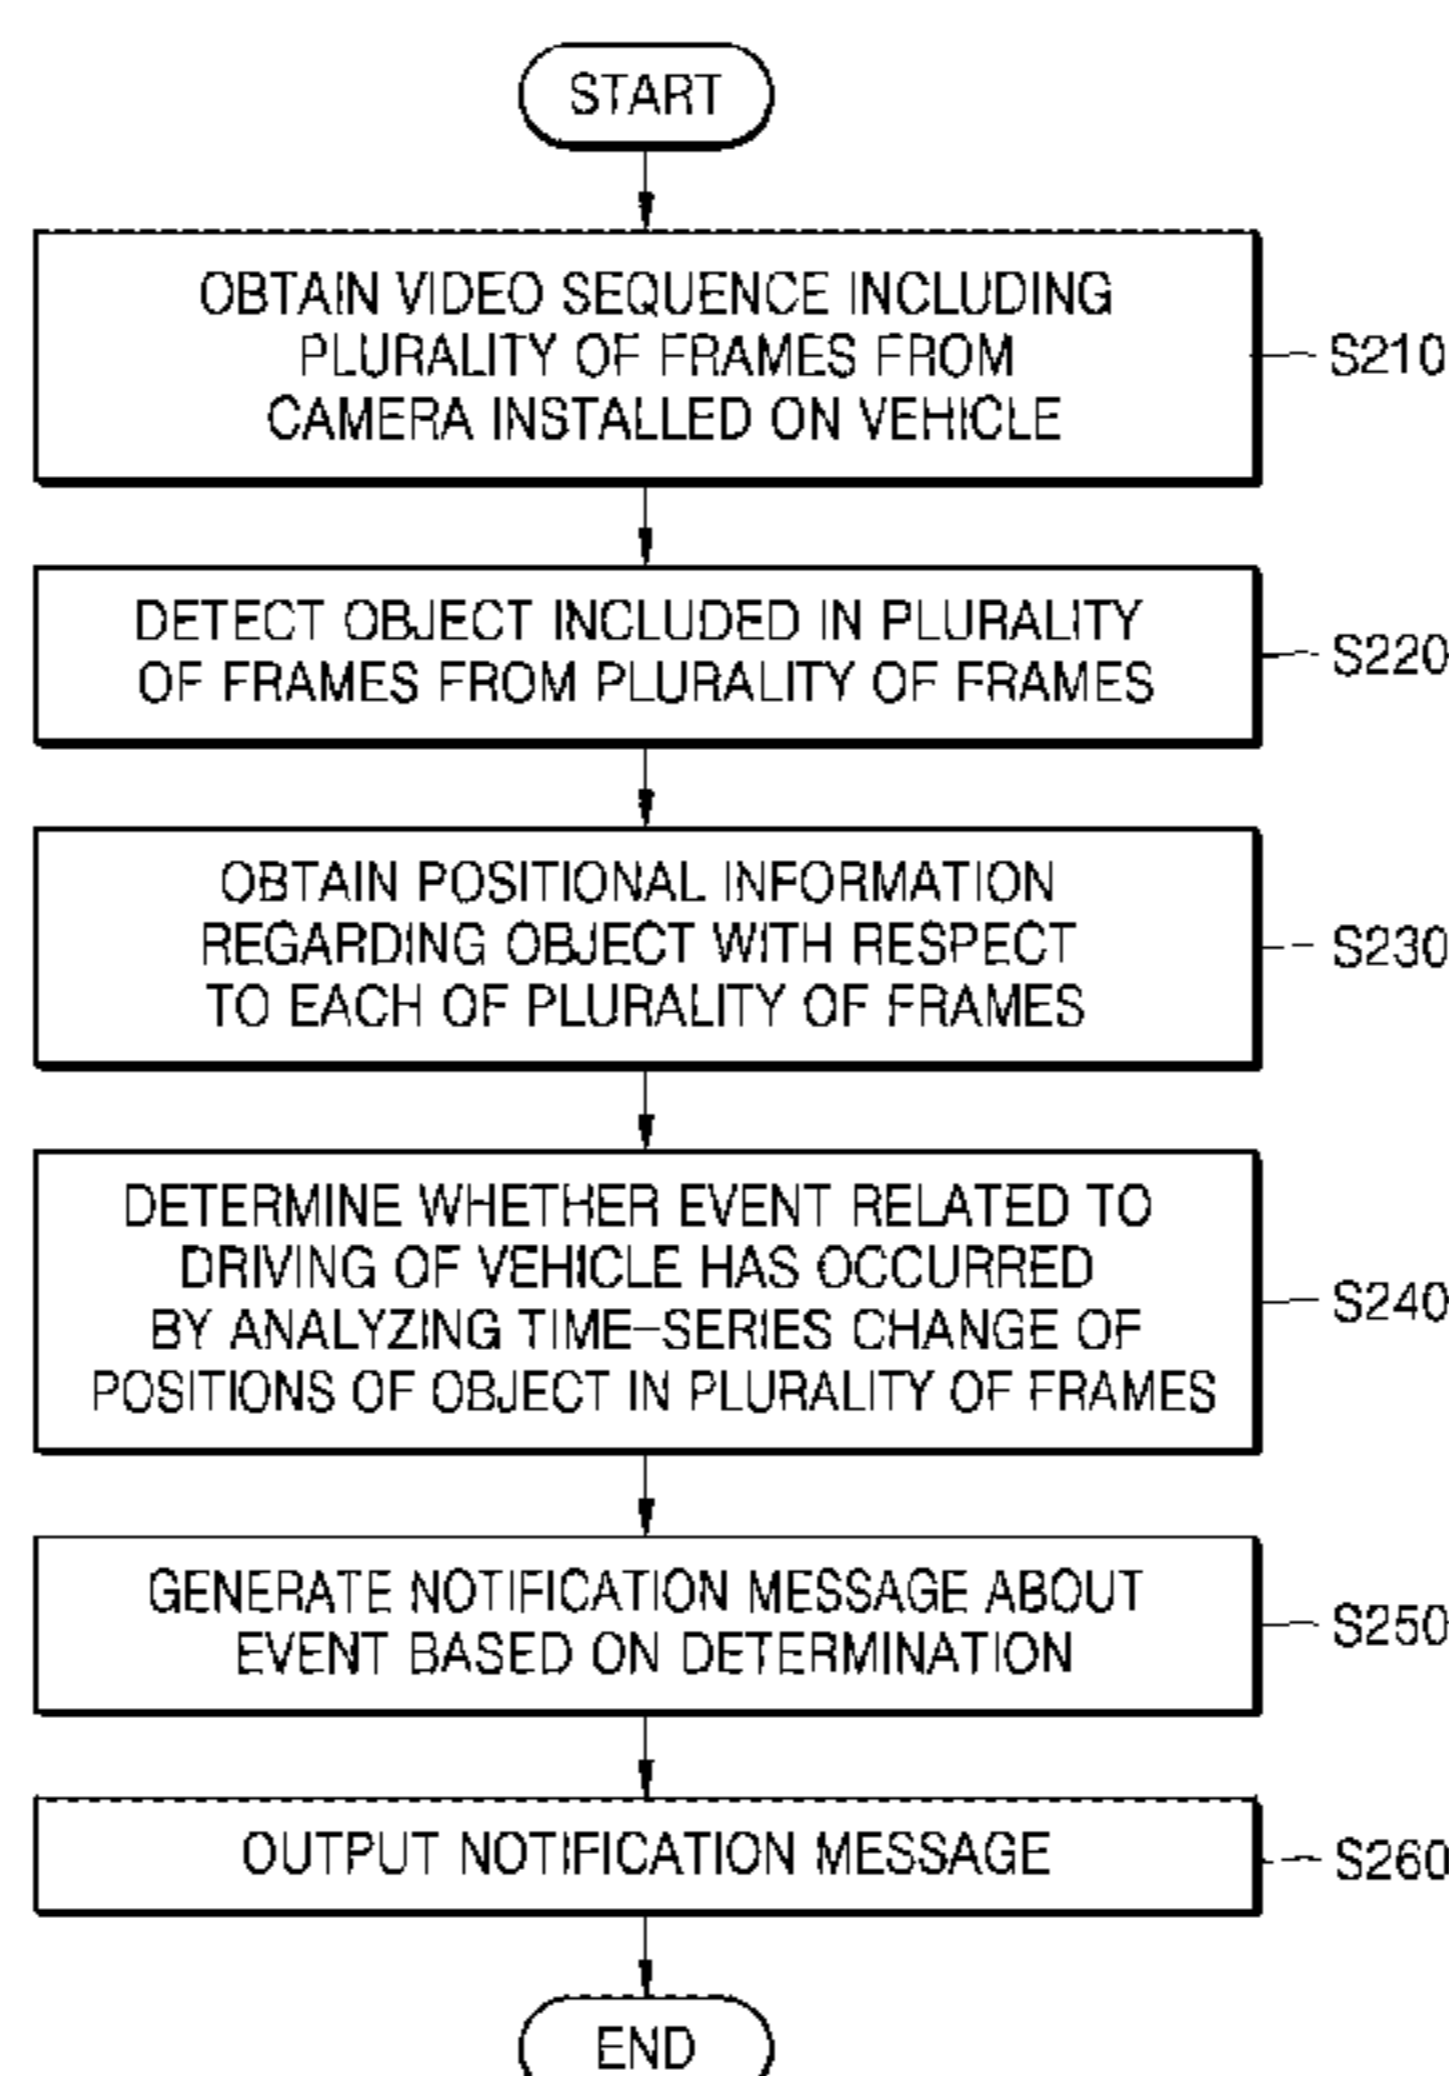 START
OBTAIN VIDEO SEQUENCE INCLUDING
PLURALITY OF FRAMES FROM
CAMERA INSTALLED ON VEHICLE
S210
DETECT OBJECT INCLUDED IN PLURALITY
OF FRAMES FROM PLURALITY OF FRAMES
S220
OBTAIN POSITIONAL INFORMATION
REGARDING OBJECT WITH RESPECT
TO EACH OF PLURALITY OF FRAMES
S230
DETERMINE WHETHER EVENT RELATED TO
DRIVING OF VEHICLE HAS OCCURRED
BY ANALYZING TIME-SERIES CHANGE OF
POSITIONS OF OBJECT IN PLURALITY OF FRAMES
S240
GENERATE NOTIFICATION MESSAGE ABOUT
EVENT BASED ON DETERMINATION
S250
OUTPUT NOTIFICATION MESSAGE
S260
END